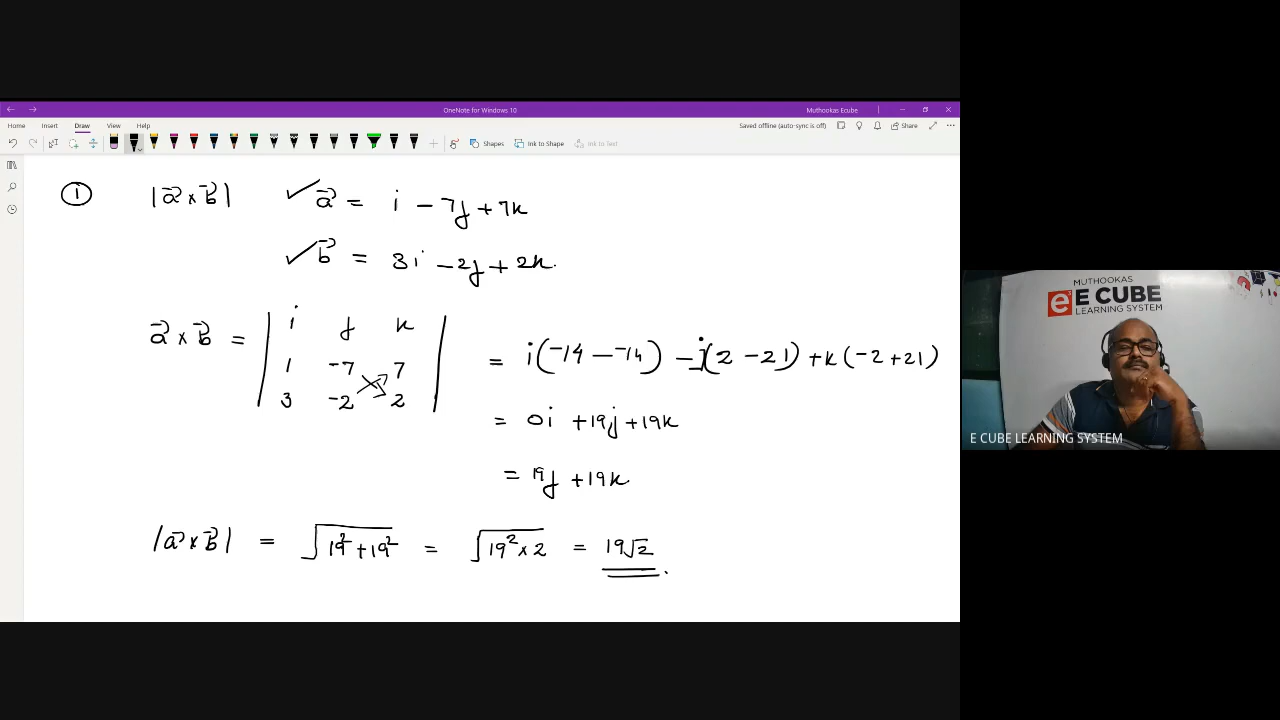 OneNote for Windows 10
Muthookas Ecube
Home Insert Draw View Help
Saved offline (auto-sync is off)
Share
Shapes
Ink to Shape
Ink to Text
① |a⃗ × b⃗| ✓ a⃗ = i − 7j + 7k
✓ b⃗ = 3i − 2j + 2k.
a⃗ × b⃗ = | i j k |
| 1 -7 7 |
| 3 -2 2 |
= i(-14 − -14) − j(2 − 21) + k(-2 + 21)
= 0i + 19j + 19k
= 19j + 19k
|a⃗ × b⃗| = √(19² + 19²) = √(19² × 2) = 19√2.
MUTHOOKAS
e³ E CUBE
LEARNING SYSTEM
E CUBE LEARNING SYSTEM